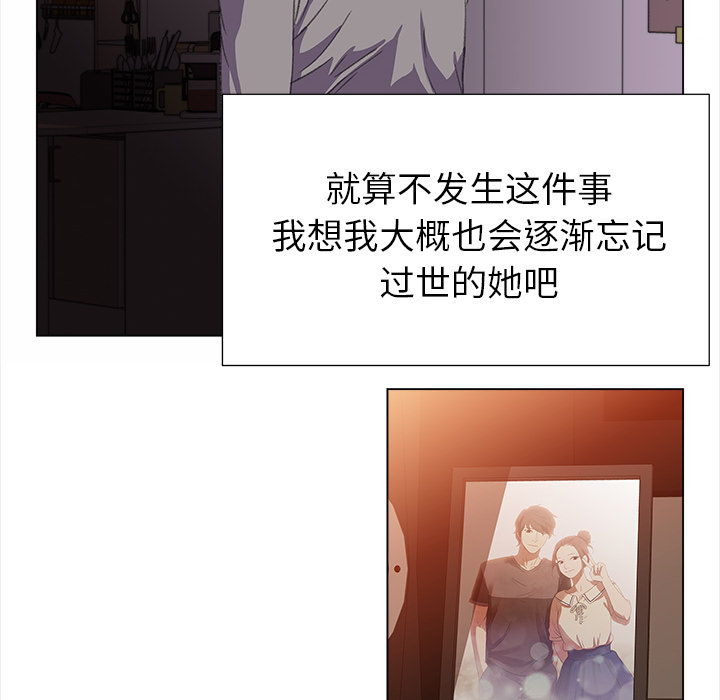 就算不发生这件事
我想我大概也会逐渐忘记
过世的她吧